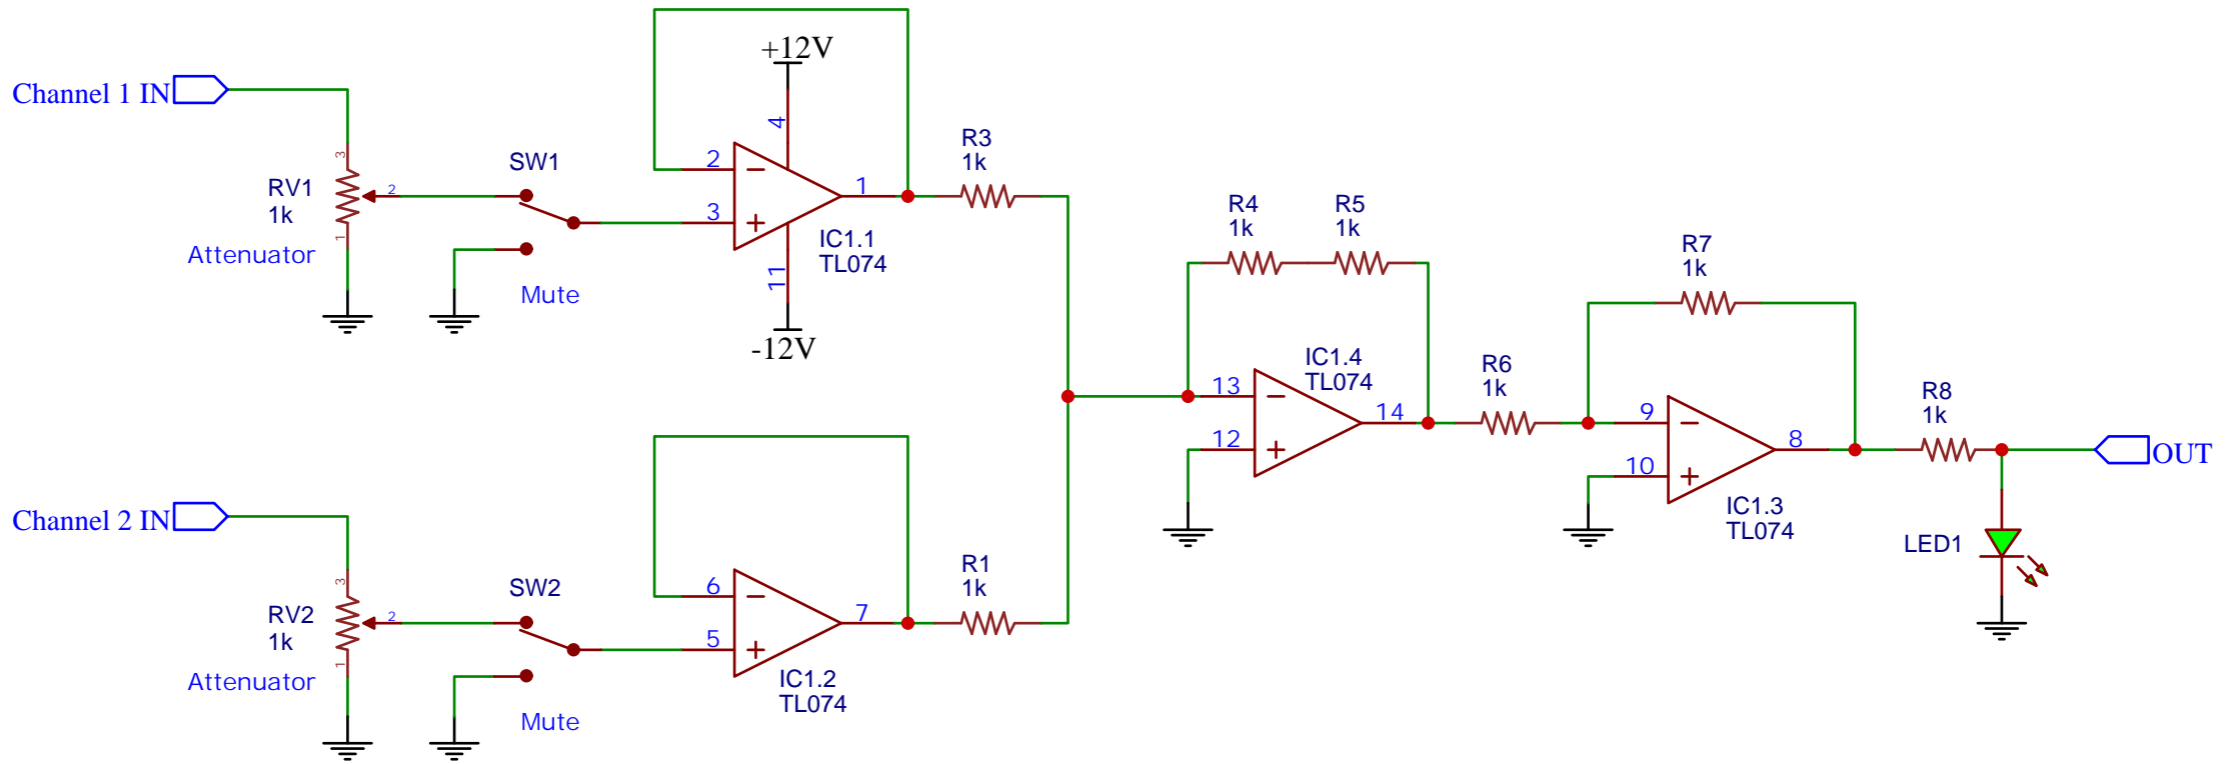 +12V
Channel 1 IN
4
R3
1k
SW1
3
2
1
RV1
1k
2
3
1
IC1.1
TL074
Attenuator
11
Mute
-12V
R4
1k
R5
1k
R7
1k
IC1.4
TL074
R6
1k
13
14
12
R8
1k
9
8
10
OUT
IC1.3
TL074
LED1
Channel 2 IN
R1
1k
SW2
3
6
7
RV2
1k
2
5
1
IC1.2
TL074
Attenuator
Mute